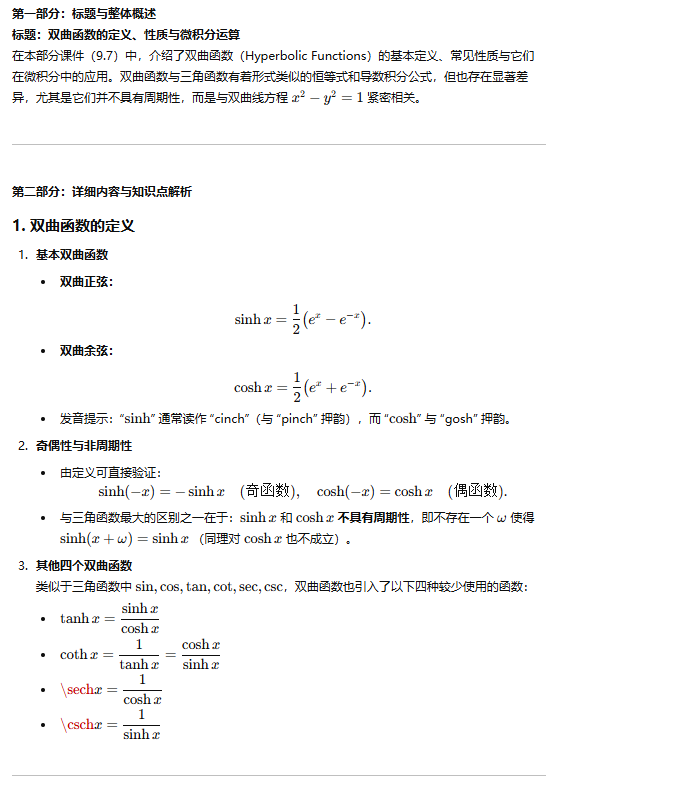 第一部分：标题与整体概述
标题：双曲函数的定义、性质与微积分运算
在本部分课件（9.7）中，介绍了双曲函数（Hyperbolic Functions）的基本定义、常见性质与它们
在微积分中的应用。双曲函数与三角函数有着形式类似的恒等式和导数积分公式，但也存在显著差
异，尤其是它们并不具有周期性，而是与双曲线方程 x² − y² = 1 紧密相关。
第二部分：详细内容与知识点解析
1. 双曲函数的定义
1. 基本双曲函数
• 双曲正弦：
sinh x = 1/2 (eˣ − e⁻ˣ).
• 双曲余弦：
cosh x = 1/2 (eˣ + e⁻ˣ).
• 发音提示：“sinh” 通常读作 “cinch”（与 “pinch” 押韵），而 “cosh” 与 “gosh” 押韵。
2. 奇偶性与非周期性
• 由定义可直接验证：
sinh(−x) = − sinh x (奇函数), cosh(−x) = cosh x (偶函数).
• 与三角函数最大的区别之一在于：sinh x 和 cosh x 不具有周期性，即不存在一个 ω 使得
sinh(x + ω) = sinh x （同理对 cosh x 也不成立）。
3. 其他四个双曲函数
类似于三角函数中 sin, cos, tan, cot, sec, csc，双曲函数也引入了以下四种较少使用的函数：
• tanh x = sinh x / cosh x
• coth x = 1 / tanh x = cosh x / sinh x
• \sechx = 1 / cosh x
• \cschx = 1 / sinh x